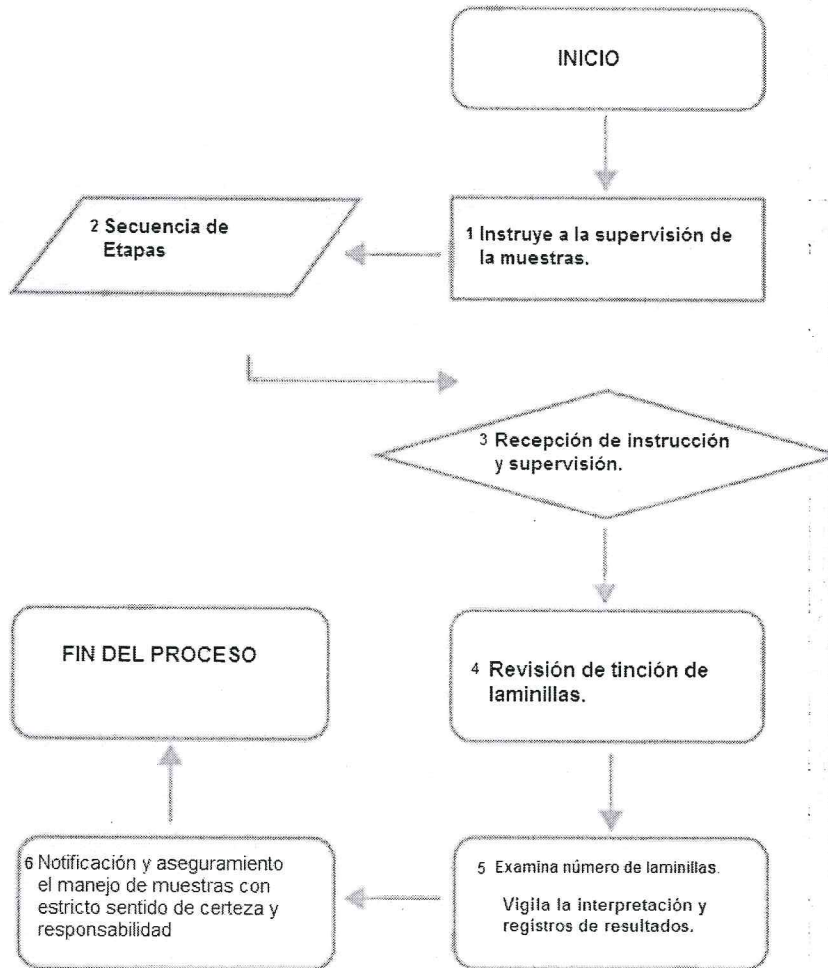 INICIO
1 Instruye a la supervisión de
la muestras.
2 Secuencia de
Etapas
3 Recepción de instrucción
y supervisión.
4 Revisión de tinción de
laminillas.
5 Examina número de laminillas.
Vigila la interpretación y
registros de resultados.
6 Notificación y aseguramiento
el manejo de muestras con
estricto sentido de certeza y
responsabilidad
FIN DEL PROCESO